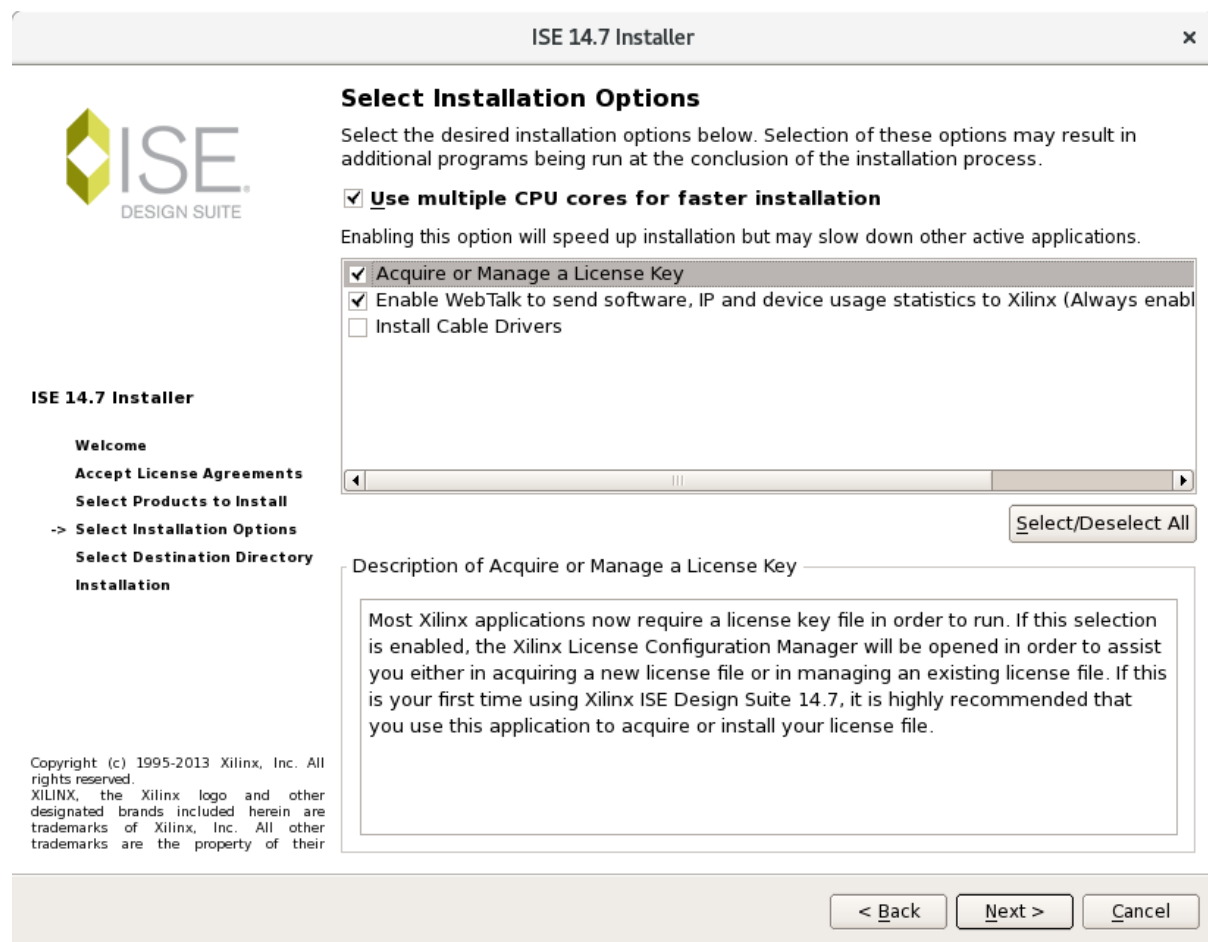 ISE 14.7 Installer
ISE
DESIGN SUITE
ISE 14.7 Installer
Welcome
Accept License Agreements
Select Products to Install
-> Select Installation Options
Select Destination Directory
Installation
Copyright (c) 1995-2013 Xilinx, Inc. All
rights reserved.
XILINX, the Xilinx logo and other
designated brands included herein are
trademarks of Xilinx, Inc. All other
trademarks are the property of their
Select Installation Options
Select the desired installation options below. Selection of these options may result in
additional programs being run at the conclusion of the installation process.
Use multiple CPU cores for faster installation
Enabling this option will speed up installation but may slow down other active applications.
Acquire or Manage a License Key
Enable WebTalk to send software, IP and device usage statistics to Xilinx (Always enabl
Install Cable Drivers
Select/Deselect All
Description of Acquire or Manage a License Key
Most Xilinx applications now require a license key file in order to run. If this selection
is enabled, the Xilinx License Configuration Manager will be opened in order to assist
you either in acquiring a new license file or in managing an existing license file. If this
is your first time using Xilinx ISE Design Suite 14.7, it is highly recommended that
you use this application to acquire or install your license file.
< Back
Next >
Cancel